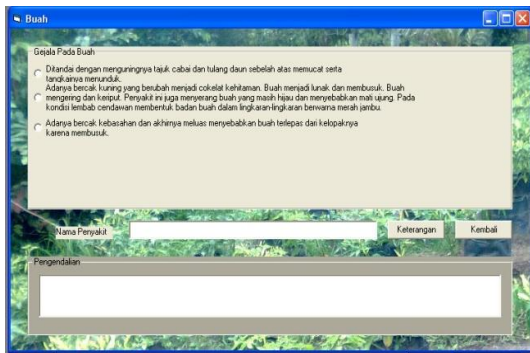 Buah
Gejala Pada Buah
Ditandai dengan menguningnya tajuk cabai dan tulang daun sebelah atas memucat serta
tangkainya menunduk.
Adanya bercak kuning yang berubah menjadi cokelat kehitaman. Buah menjadi lunak dan membusuk. Buah
mengering dan keriput. Penyakit ini juga menyerang buah yang masih hijau dan menyebabkan mati ujung. Pada
kondisi lembab cendawan membentuk badan buah dalam lingkaran-lingkaran berwarna merah jambu.
Adanya bercak kebasahan dan akhirnya meluas menyebabkan buah terlepas dari kelopaknya
karena membusuk.
Nama Penyakit
Keterangan
Kembali
Pengendalian